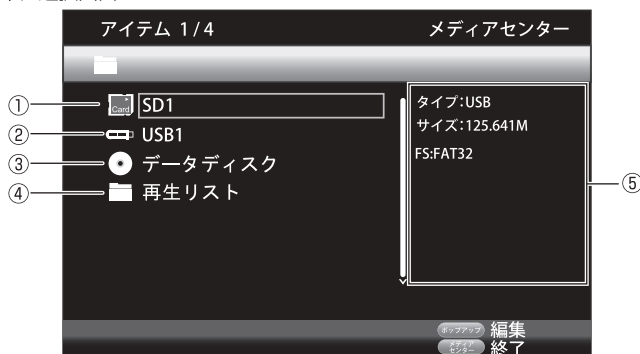 アイテム 1/4
メディアセンター
① Card SD1
② USB1
③ データディスク
④ 再生リスト
タイプ:USB
サイズ:125.641M
FS:FAT32
⑤
ポップアップ 編集
メディアセンター 終了